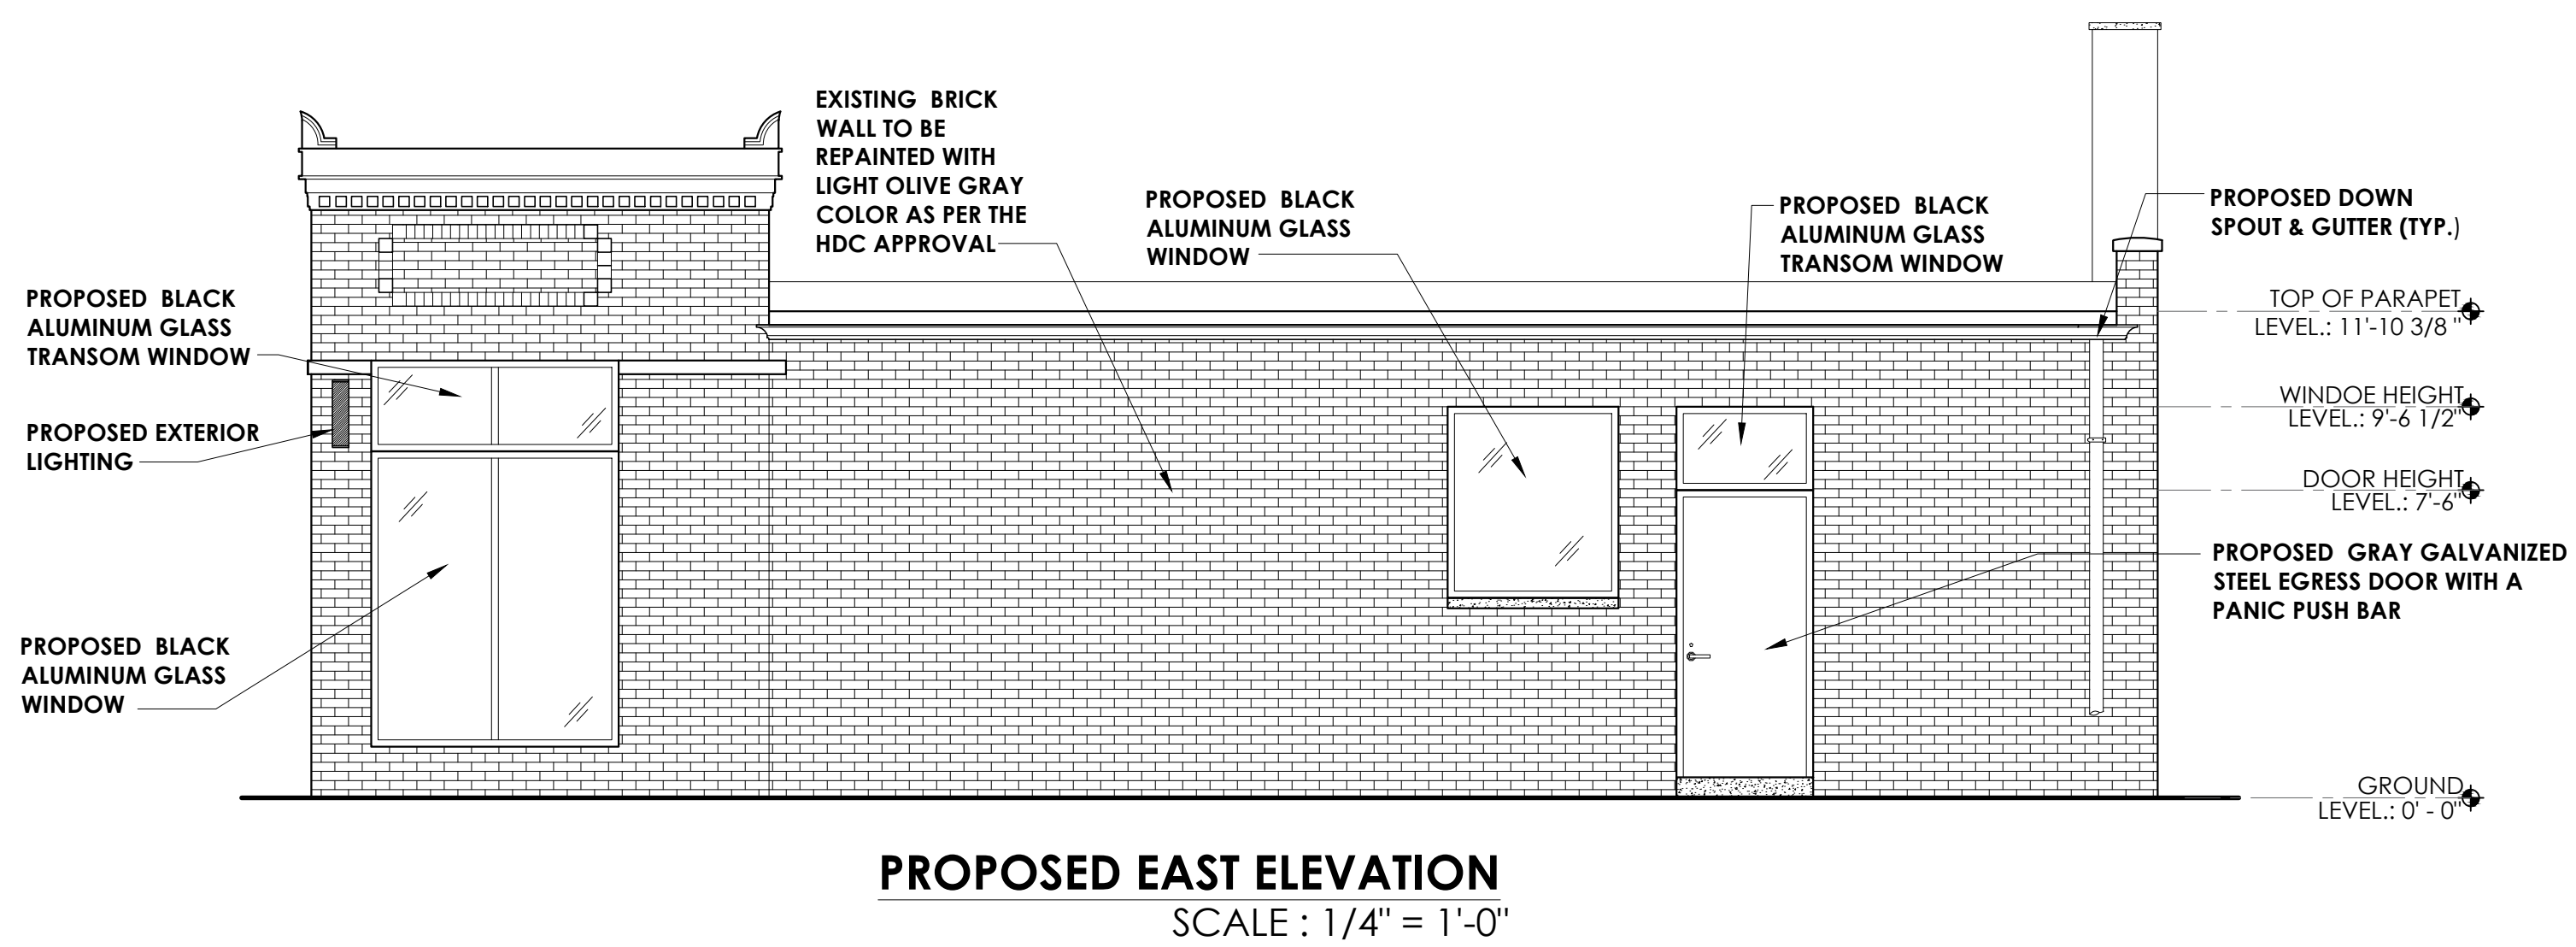 EXISTING BRICK
WALL TO BE
REPAINTED WITH
LIGHT OLIVE GRAY
COLOR AS PER THE
HDC APPROVAL
PROPOSED BLACK
ALUMINUM GLASS
WINDOW
PROPOSED BLACK
ALUMINUM GLASS
TRANSOM WINDOW
PROPOSED DOWN
SPOUT & GUTTER (TYP.)
PROPOSED BLACK
ALUMINUM GLASS
TRANSOM WINDOW
PROPOSED EXTERIOR
LIGHTING
PROPOSED BLACK
ALUMINUM GLASS
WINDOW
TOP OF PARAPET
LEVEL.: 11'-10 3/8 "
WINDOE HEIGHT
LEVEL.: 9'-6 1/2"
DOOR HEIGHT
LEVEL.: 7'-6"
PROPOSED GRAY GALVANIZED
STEEL EGRESS DOOR WITH A
PANIC PUSH BAR
GROUND
LEVEL.: 0' - 0"
PROPOSED EAST ELEVATION
SCALE : 1/4" = 1'-0"